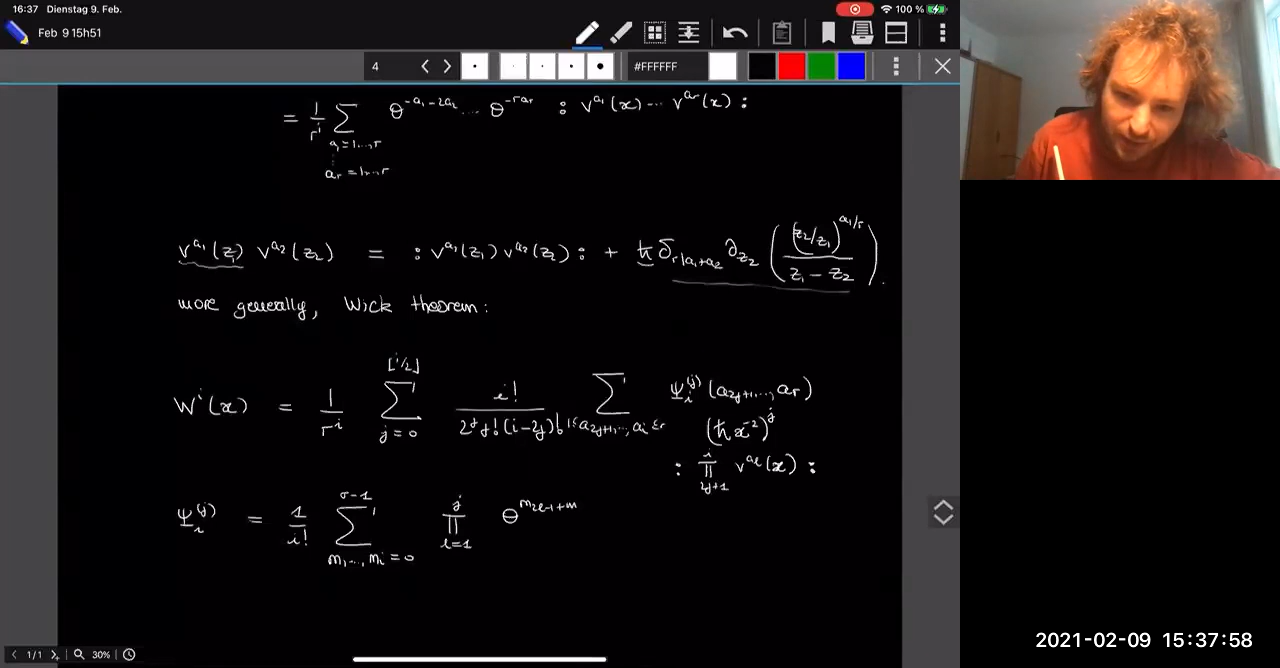 16:37 Dienstag 9. Feb.
100 %
Feb 9 15h51
4
#FFFFFF
= 1/r^i ∑_{a_1=1...,r ⋮ a_r=1...,r} θ^{-a_1-2a_2} ... θ^{-r a_r} : v^{a_1}(x) ... v^{a_r}(x) :
v^{a_1}(z_1) v^{a_2}(z_2) = : v^{a_1}(z_1) v^{a_2}(z_2) : + ħ δ_{r|a_1+a_2} ∂_{z_2} ( (z_2/z_1)^{a_1/r} / (z_1 - z_2) ).
more generally, Wick theorem:
W^i(x) = 1/r^i ∑_{j=0}^{[i/2]} i! / (2^j j! (i-2j)!) ∑_{1≤a_{2j+1},...,a_i≤r} Ψ_i^{(j)}(a_{2j+1},...,a_r)
(ħ x^{-2})^j
: ∏_{2j+1}^{i} v^{a_l}(x) :
Ψ_i^{(j)} = 1/i! ∑_{m_1...,m_i=0}^{r-1} ∏_{l=1}^{j} θ^{m_{2l-1}+m}
1/1
30%
2021-02-09 15:37:58